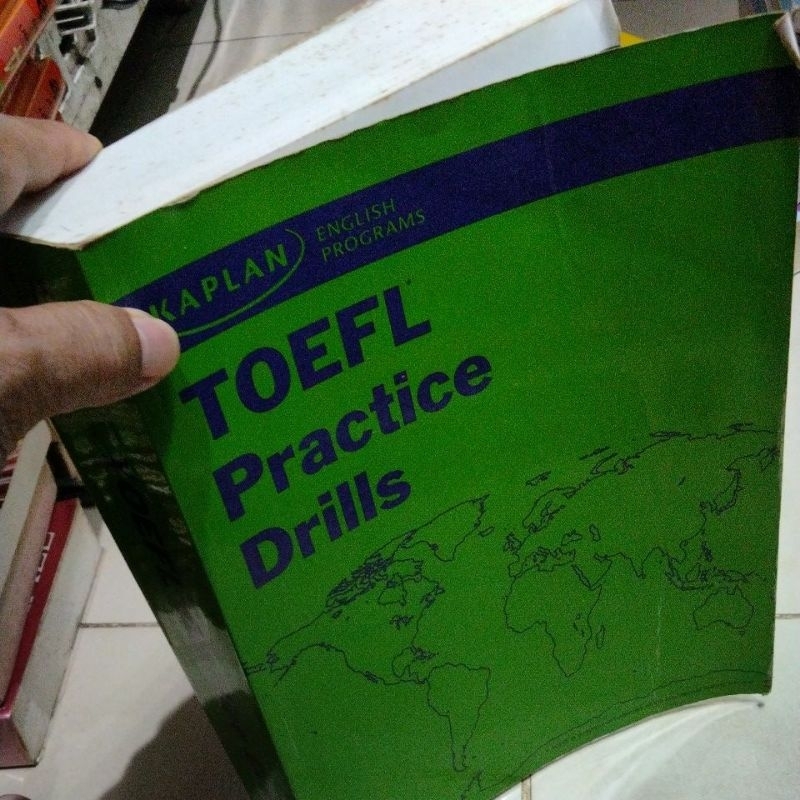 KAPLAN
ENGLISH
PROGRAMS
TOEFL
Practice
Drills